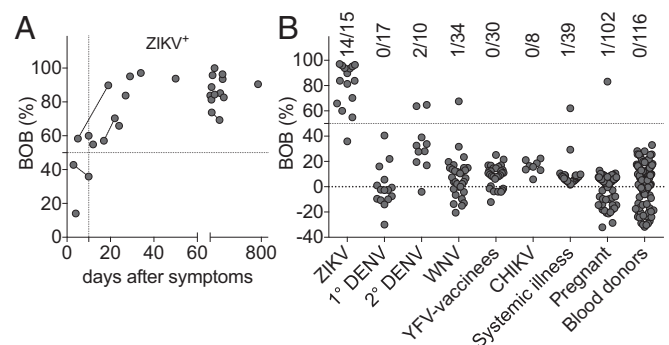 A
ZIKV+
BOB (%)
100
80
60
40
20
0
0 20 40 60 800
days after symptoms
B
14/15 0/17 2/10 1/34 0/30 0/8 1/39 1/102 0/116
BOB (%)
100
80
60
40
20
0
-20
-40
ZIKV
1° DENV
2° DENV
WNV
YFV-vaccinees
CHIKV
Systemic illness
Pregnant
Blood donors